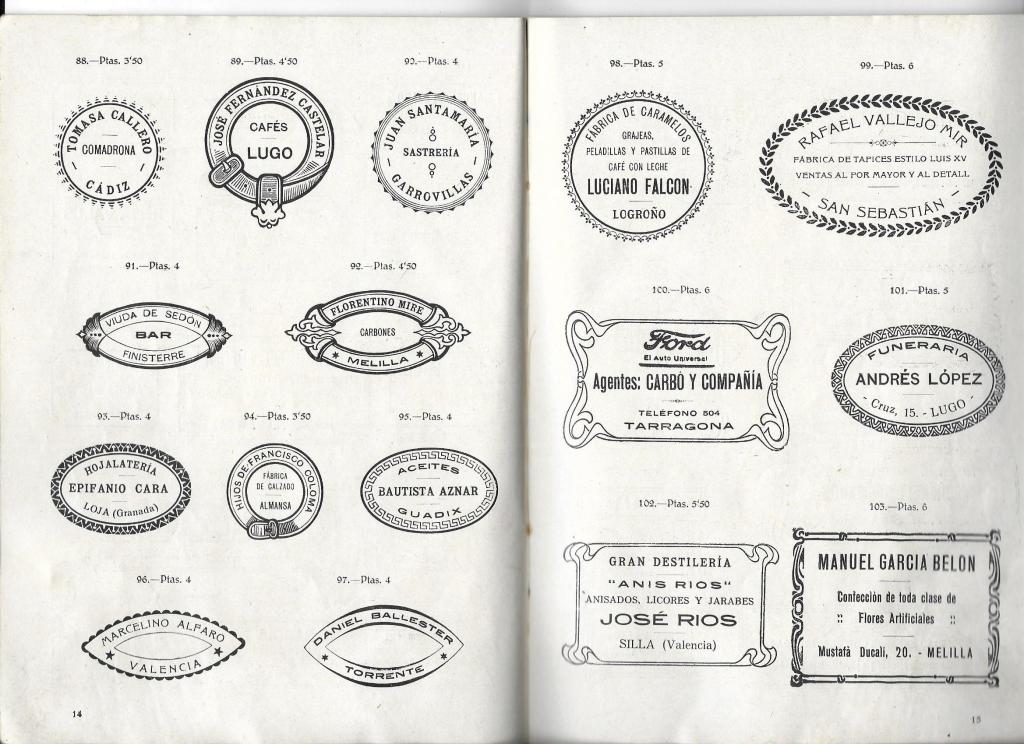 88.—Ptas. 3'50
TOMASA CALLERO
COMADRONA
CÁDIZ
89.—Ptas. 4'50
JOSÉ FERNÁNDEZ CASTELAR
CAFÉS
LUGO
90.—Ptas. 4
JUAN SANTAMARÍA
SASTRERÍA
GARROVILLAS
91.—Ptas. 4
VIUDA DE SEDÓN
BAR
FINISTERRE
92.—Ptas. 4'50
FLORENTINO MIRE
CARBONES
MELILLA
93.—Ptas. 4
HOJALATERÍA
EPIFANIO CARA
LOJA (Granada)
94.—Ptas. 3'50
HIJOS DE FRANCISCO COLOMA
FÁBRICA
DE CALZADO
ALMANSA
95.—Ptas. 4
ACEITES
BAUTISTA AZNAR
GUADIX
96.—Ptas. 4
MARCELINO ALFARO
VALENCIA
97.—Ptas. 4
DANIEL BALLESTER
TORRENTE
14
98.—Ptas. 5
FÁBRICA DE CARAMELOS
GRAJEAS,
PELADILLAS Y PASTILLAS DE
CAFÉ CON LECHE
LUCIANO FALCON
LOGROÑO
99.—Ptas. 6
RAFAEL VALLEJO MIR
FÁBRICA DE TAPICES ESTILO LUIS XV
VENTAS AL POR MAYOR Y AL DETALL
SAN SEBASTIÁN
100.—Ptas. 6
Ford
El Auto Universal
Agentes: CARBÓ Y COMPAÑÍA
TELÉFONO 504
TARRAGONA
101.—Ptas. 5
FUNERARIA
ANDRÉS LÓPEZ
- Cruz, 15. - LUGO -
102.—Ptas. 5'50
GRAN DESTILERÍA
"ANIS RIOS"
ANISADOS, LICORES Y JARABES
JOSÉ RIOS
SILLA (Valencia)
103.—Ptas. 6
MANUEL GARCIA BELON
Confección de toda clase de
:: Flores Artificiales ::
Mustafá Ducali, 20. - MELILLA
15